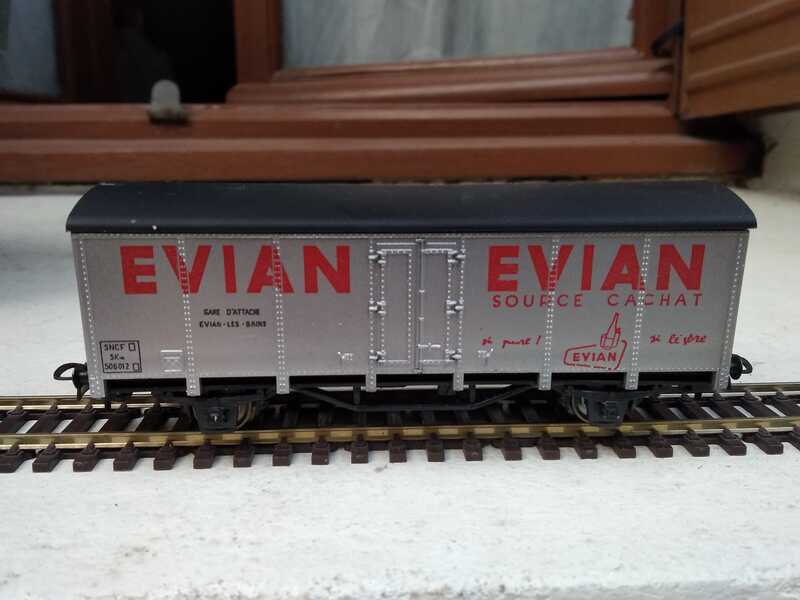 EVIAN
GARE D'ATTACHE
EVIAN-LES-BAINS
SNCF
506012
EVIAN
SOURCE CACHAT
si pure !
EVIAN
si légère